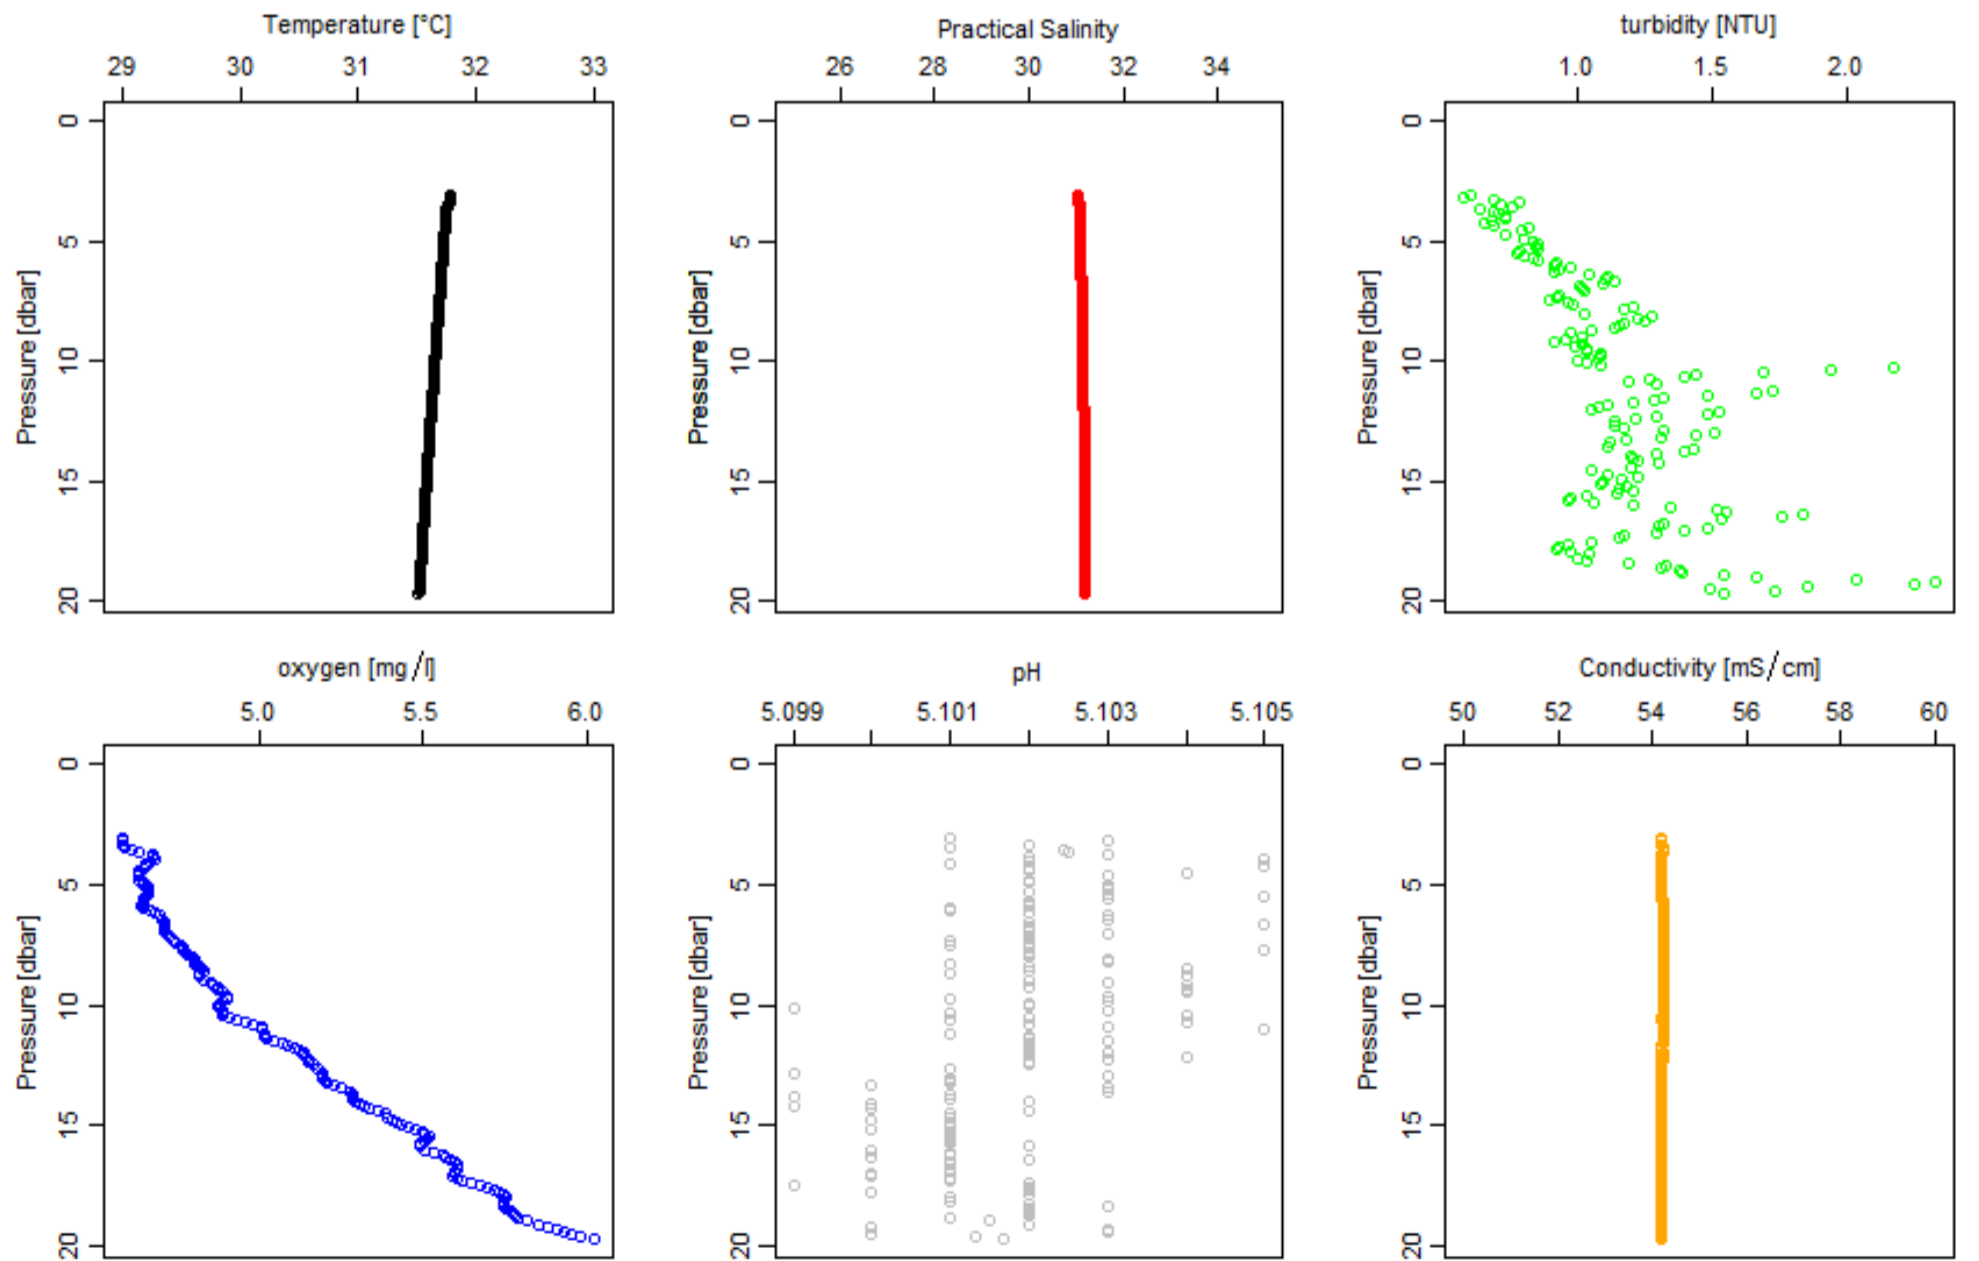 Temperature [°C]
29 30 31 32 33
0
5
10
15
20
Pressure [dbar]
Practical Salinity
26 28 30 32 34
0
5
10
15
20
Pressure [dbar]
turbidity [NTU]
1.0 1.5 2.0
0
5
10
15
20
Pressure [dbar]
oxygen [mg/l]
5.0 5.5 6.0
0
5
10
15
20
Pressure [dbar]
pH
5.099 5.101 5.103 5.105
0
5
10
15
20
Pressure [dbar]
Conductivity [mS/cm]
50 52 54 56 58 60
0
5
10
15
20
Pressure [dbar]